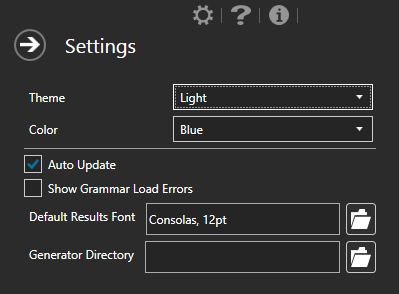 Settings
Theme Light
Color Blue
Auto Update
Show Grammar Load Errors
Default Results Font Consolas, 12pt
Generator Directory